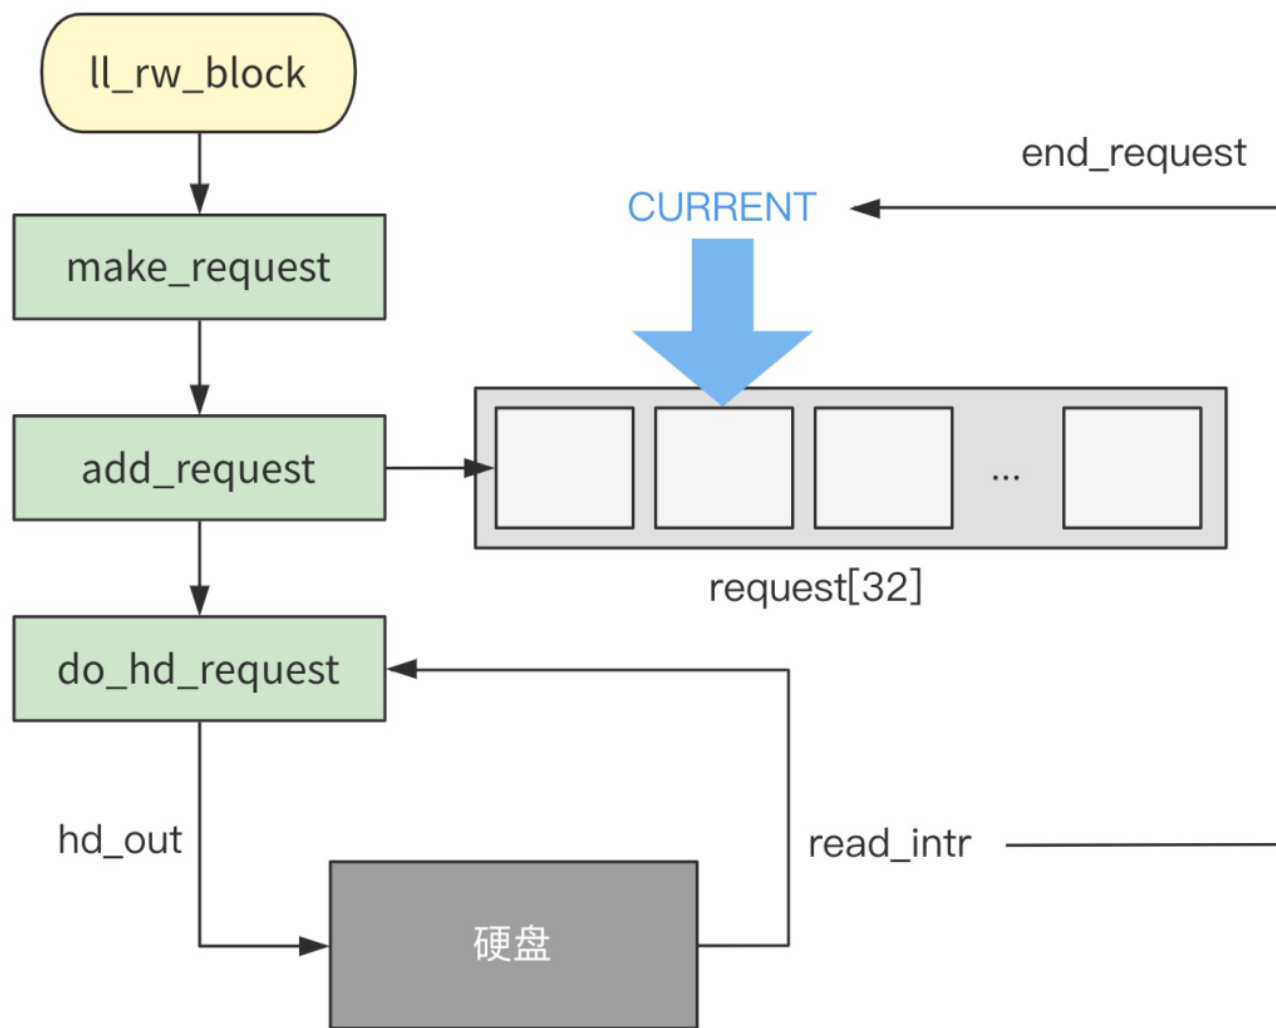 ll_rw_block
end_request
CURRENT
make_request
add_request
...
request[32]
do_hd_request
hd_out
read_intr
硬盘